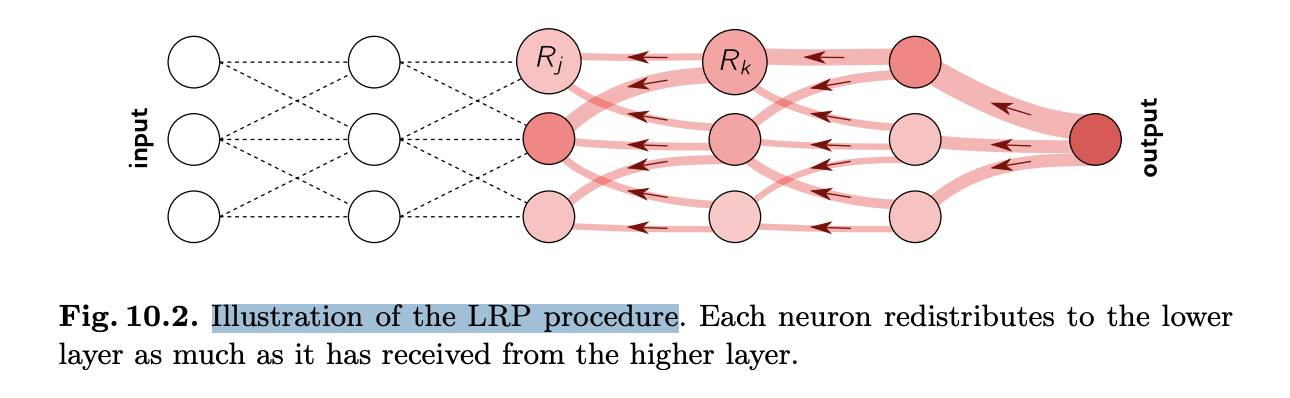 input
R_j
R_k
output
Fig. 10.2. Illustration of the LRP procedure. Each neuron redistributes to the lower
layer as much as it has received from the higher layer.